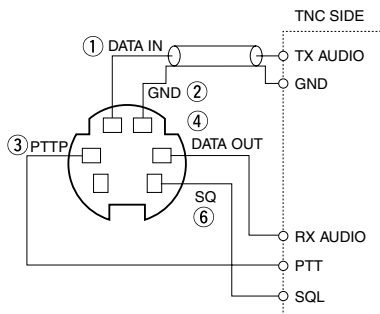 TNC SIDE
① DATA IN
TX AUDIO
GND ②
GND
④
③ PTTP
DATA OUT
SQ
⑥
RX AUDIO
PTT
SQL